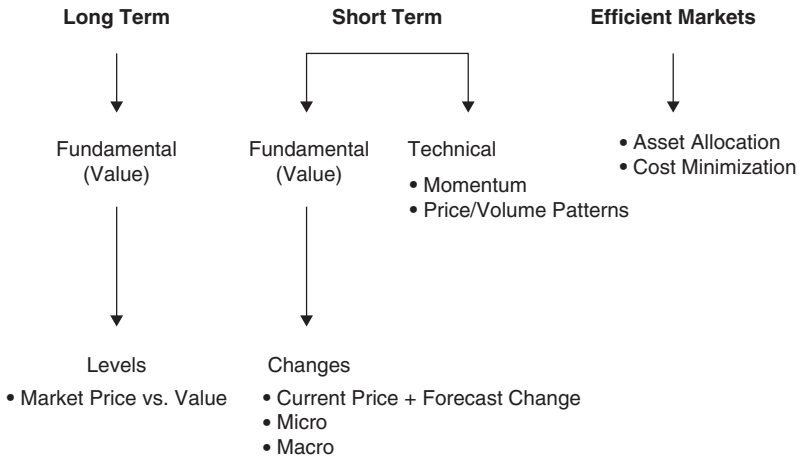 Long Term
Short Term
Efficient Markets
Fundamental
(Value)
Fundamental
(Value)
Technical
• Momentum
• Price/Volume Patterns
• Asset Allocation
• Cost Minimization
Levels
• Market Price vs. Value
Changes
• Current Price + Forecast Change
• Micro
• Macro